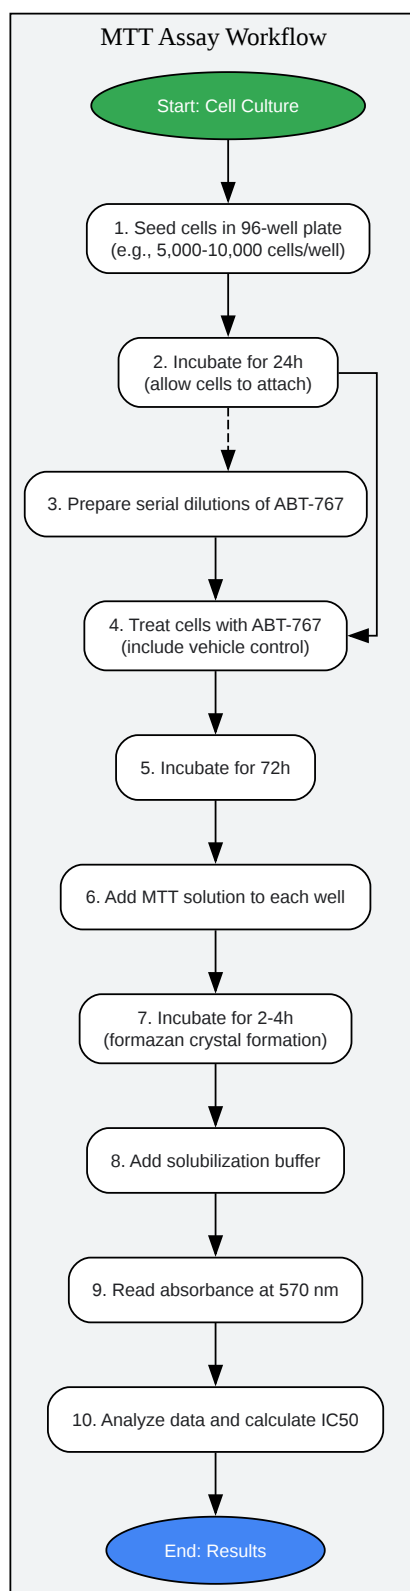 MTT Assay Workflow
Start: Cell Culture
1. Seed cells in 96-well plate
(e.g., 5,000-10,000 cells/well)
2. Incubate for 24h
(allow cells to attach)
3. Prepare serial dilutions of ABT-767
4. Treat cells with ABT-767
(include vehicle control)
5. Incubate for 72h
6. Add MTT solution to each well
7. Incubate for 2-4h
(formazan crystal formation)
8. Add solubilization buffer
9. Read absorbance at 570 nm
10. Analyze data and calculate IC50
End: Results